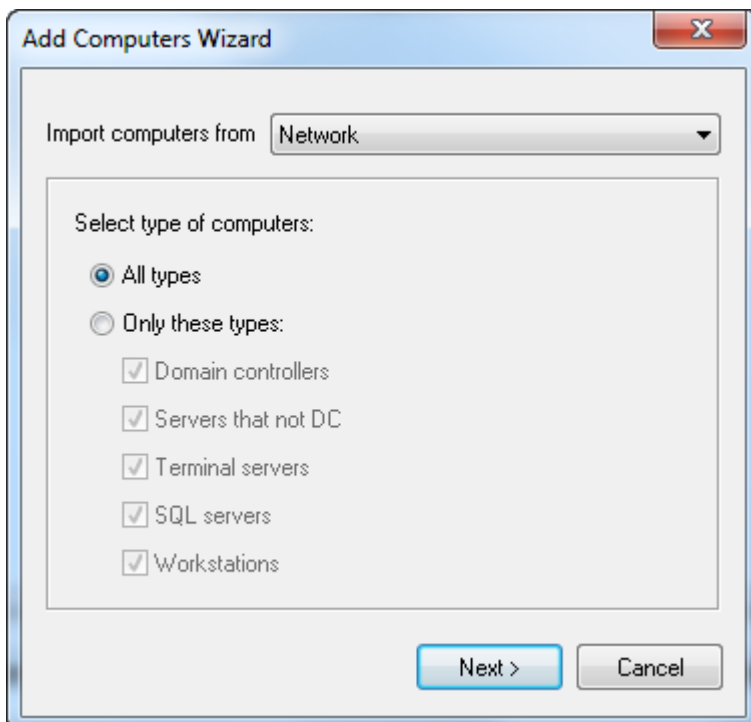 Add Computers Wizard
Import computers from Network
Select type of computers:
All types
Only these types:
Domain controllers
Servers that not DC
Terminal servers
SQL servers
Workstations
Next > Cancel